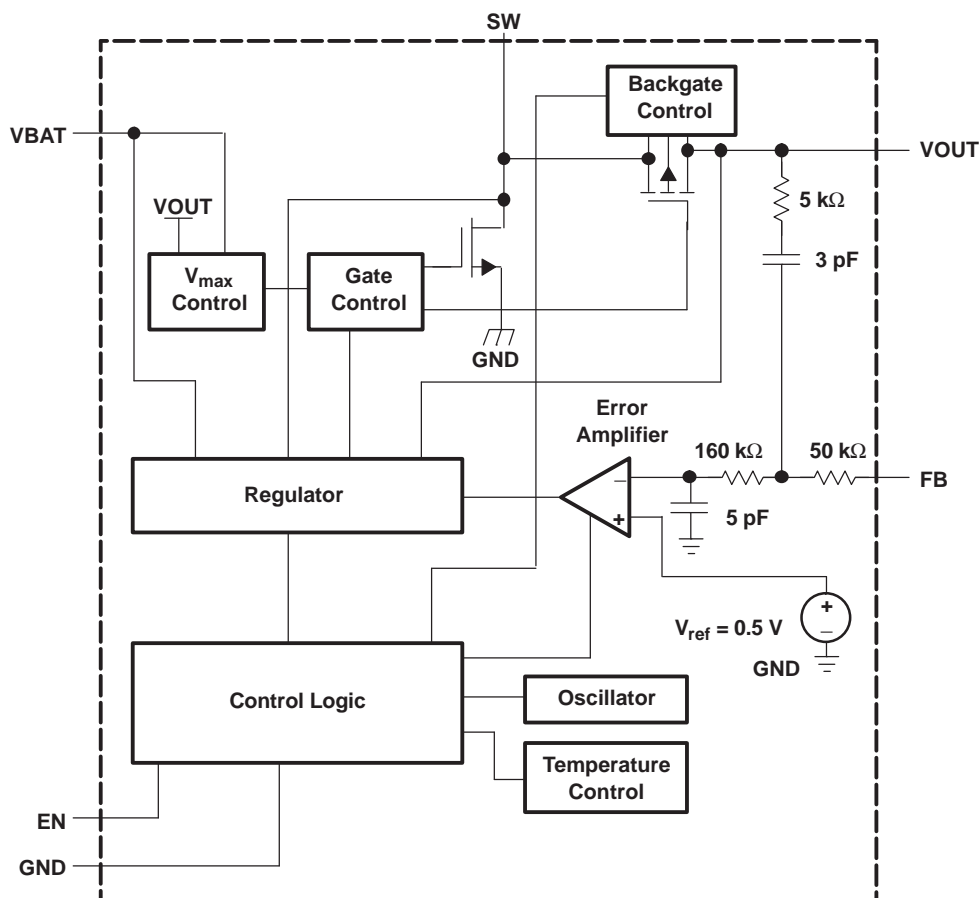 SW
Backgate
Control
VBAT
VOUT
VOUT
5 kΩ
3 pF
Vmax
Control
Gate
Control
GND
Error
Amplifier
160 kΩ
50 kΩ
FB
Regulator
−
+
5 pF
+
−
Vref = 0.5 V
GND
Control Logic
Oscillator
Temperature
Control
EN
GND